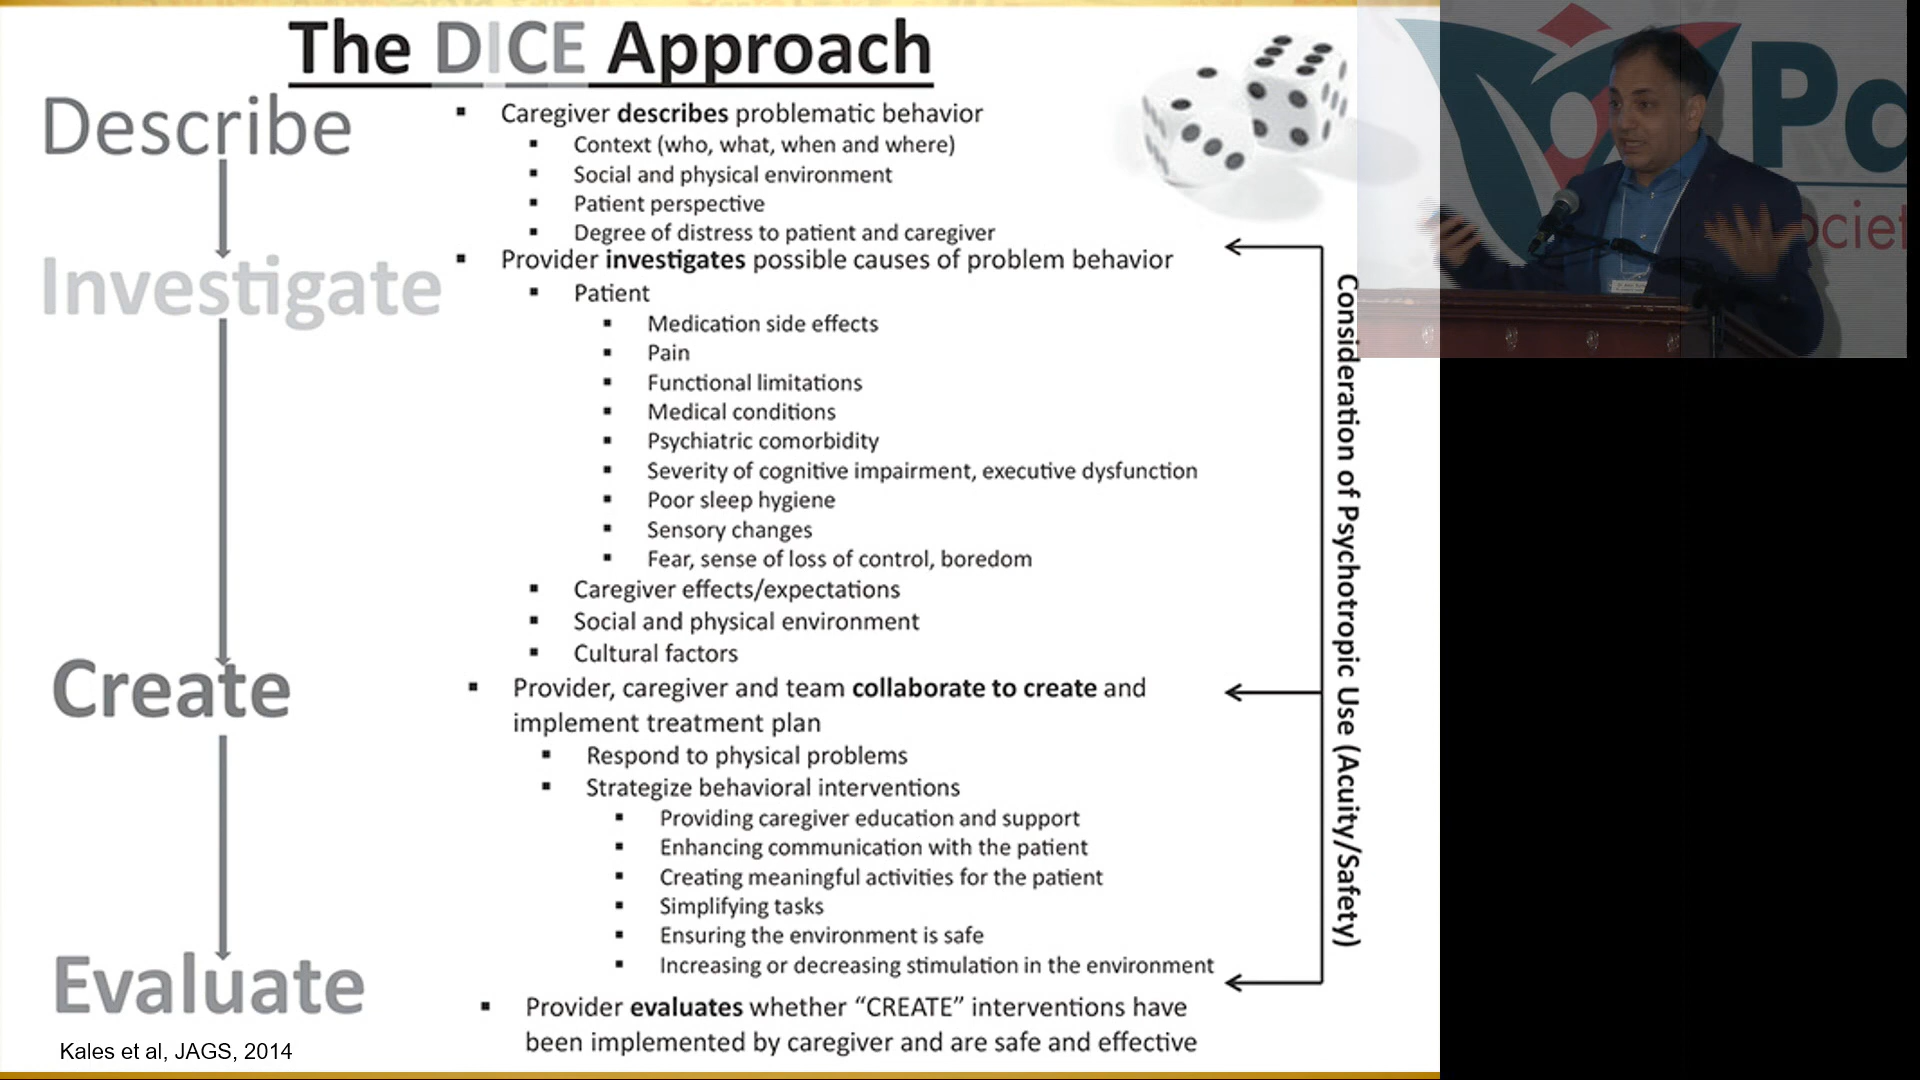 The DICE Approach
Describe
Caregiver describes problematic behavior
Context (who, what, when and where)
Social and physical environment
Patient perspective
Degree of distress to patient and caregiver
Investigate
Provider investigates possible causes of problem behavior
Patient
Medication side effects
Pain
Functional limitations
Medical conditions
Psychiatric comorbidity
Severity of cognitive impairment, executive dysfunction
Poor sleep hygiene
Sensory changes
Fear, sense of loss of control, boredom
Caregiver effects/expectations
Social and physical environment
Cultural factors
Create
Provider, caregiver and team collaborate to create and
implement treatment plan
Respond to physical problems
Strategize behavioral interventions
Providing caregiver education and support
Enhancing communication with the patient
Creating meaningful activities for the patient
Simplifying tasks
Ensuring the environment is safe
Increasing or decreasing stimulation in the environment
Evaluate
Provider evaluates whether “CREATE” interventions have
been implemented by caregiver and are safe and effective
Kales et al, JAGS, 2014
Consideration of Psychotropic Use (Acuity/Safety)